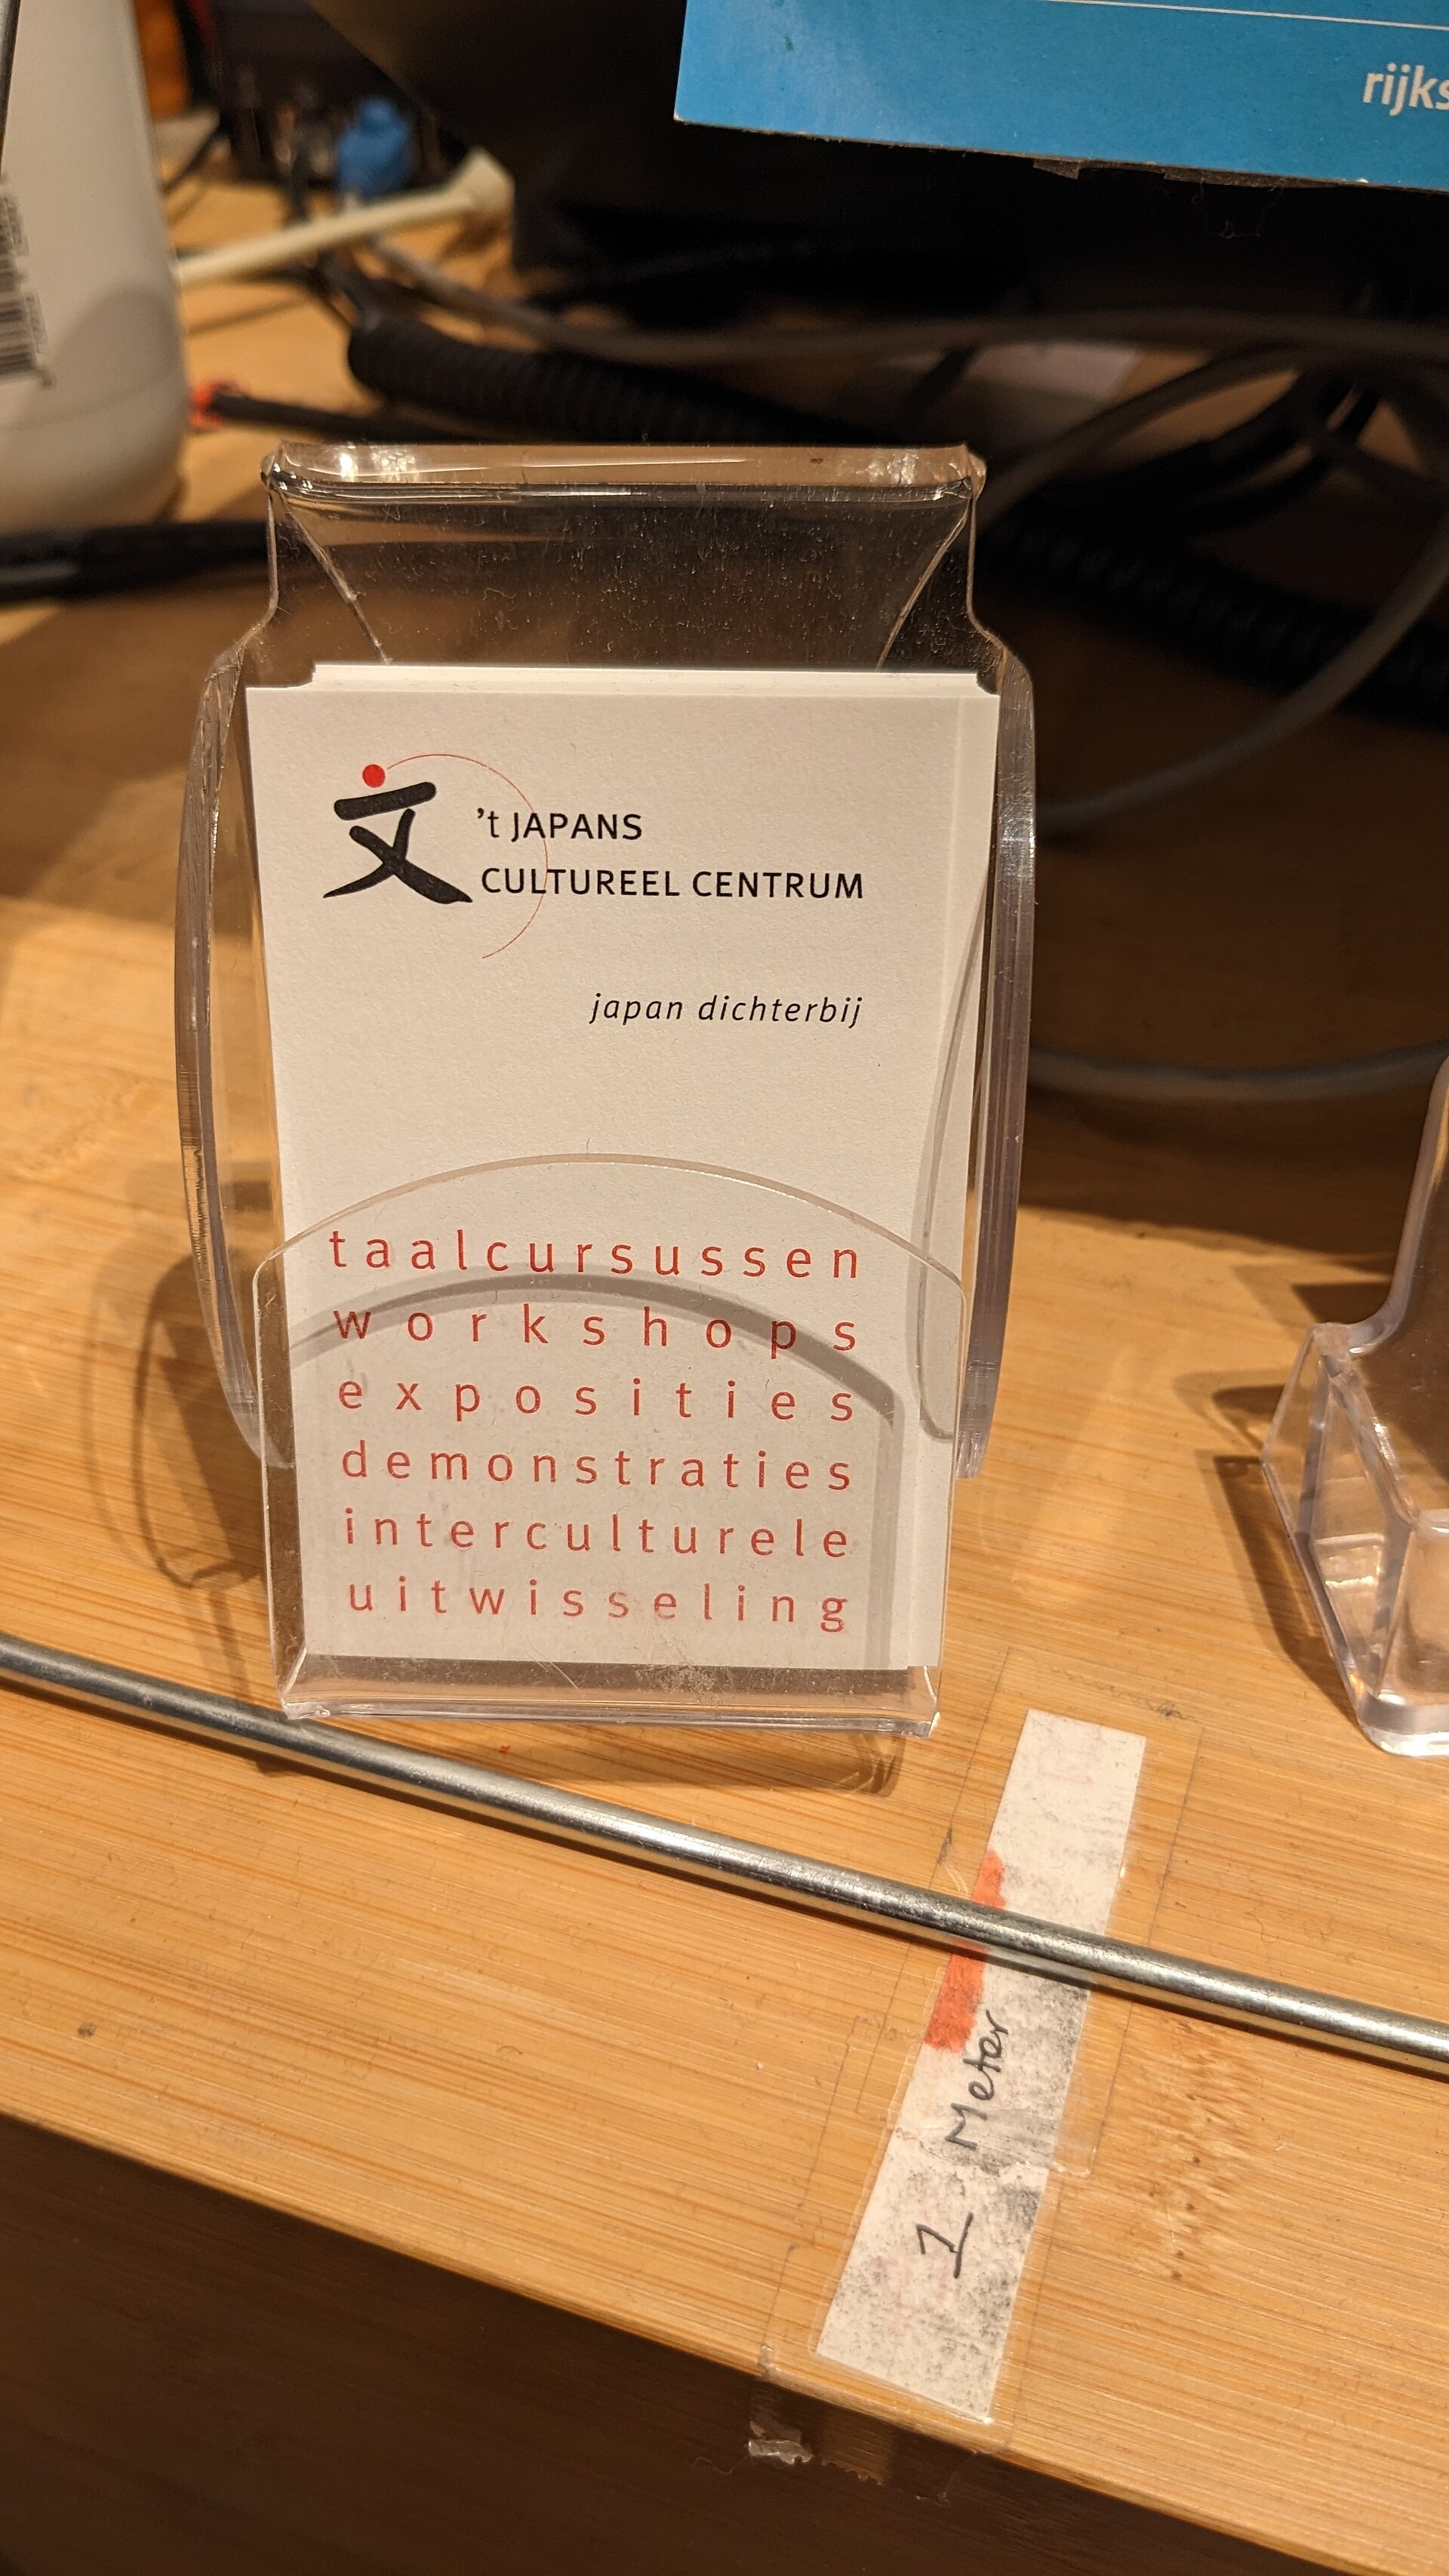 rijks
文
't JAPANS
CULTUREEL CENTRUM
japan dichterbij
taalcursussen
workshops
exposities
demonstraties
interculturele
uitwisseling
1 Meter